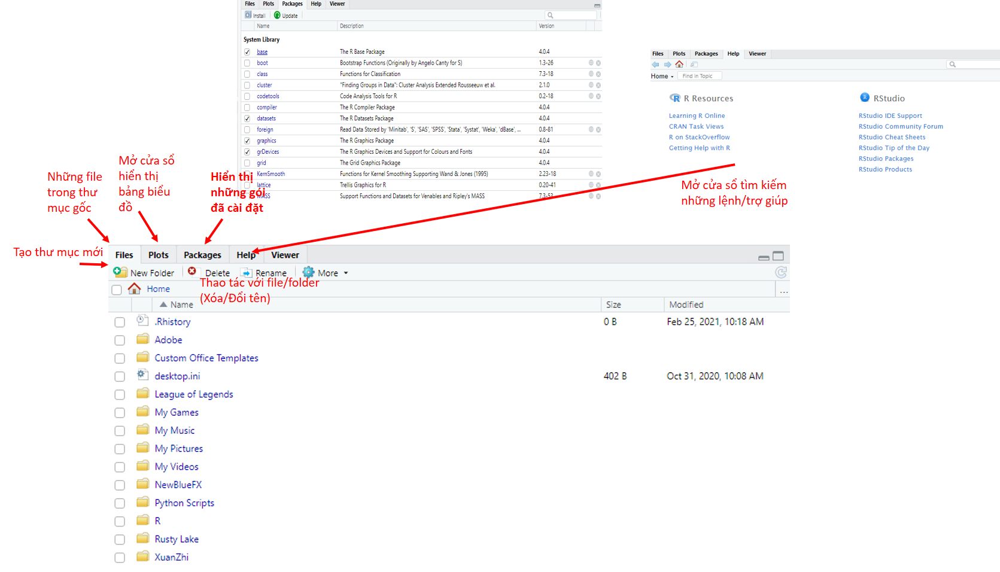 Files Plots Packages Help Viewer
Install Update
Name Description Version
System Library
base The R Base Package 4.0.4
boot Bootstrap Functions (Originally by Angelo Canty for S) 1.3-26
class Functions for Classification 7.3-18
cluster "Finding Groups in Data": Cluster Analysis Extended Rousseeuw et al. 2.1.0
codetools Code Analysis Tools for R 0.2-18
compiler The R Compiler Package 4.0.4
datasets The R Datasets Package 4.0.4
foreign Read Data Stored by 'Minitab', 'S', 'SAS', 'SPSS', 'Stata', 'Systat', 'Weka', 'dBase', ... 0.8-81
graphics The R Graphics Package 4.0.4
grDevices The R Graphics Devices and Support for Colours and Fonts 4.0.4
grid The Grid Graphics Package 4.0.4
KernSmooth Functions for Kernel Smoothing Supporting Wand & Jones (1995) 2.23-18
lattice Trellis Graphics for R 0.20-41
MASS Support Functions and Datasets for Venables and Ripley's MASS 7.3-53
Files Plots Packages Help Viewer
Home Find in Topic
R Resources
Learning R Online
CRAN Task Views
R on StackOverflow
Getting Help with R
RStudio
RStudio IDE Support
RStudio Community Forum
RStudio Cheat Sheets
RStudio Tip of the Day
RStudio Packages
RStudio Products
Những file
trong thư
mục gốc
Mở cửa sổ
hiển thị
bảng biểu
đồ
Hiển thị
những gói
đã cài đặt
Mở cửa sổ tìm kiếm
những lệnh/trợ giúp
Tạo thư mục mới
Files Plots Packages Help Viewer
New Folder Delete Rename More
Thao tác với file/folder
(Xóa/Đổi tên)
Home ...
Name Size Modified
.Rhistory 0 B Feb 25, 2021, 10:18 AM
Adobe
Custom Office Templates
desktop.ini 402 B Oct 31, 2020, 10:08 AM
League of Legends
My Games
My Music
My Pictures
My Videos
NewBlueFX
Python Scripts
R
Rusty Lake
XuanZhi